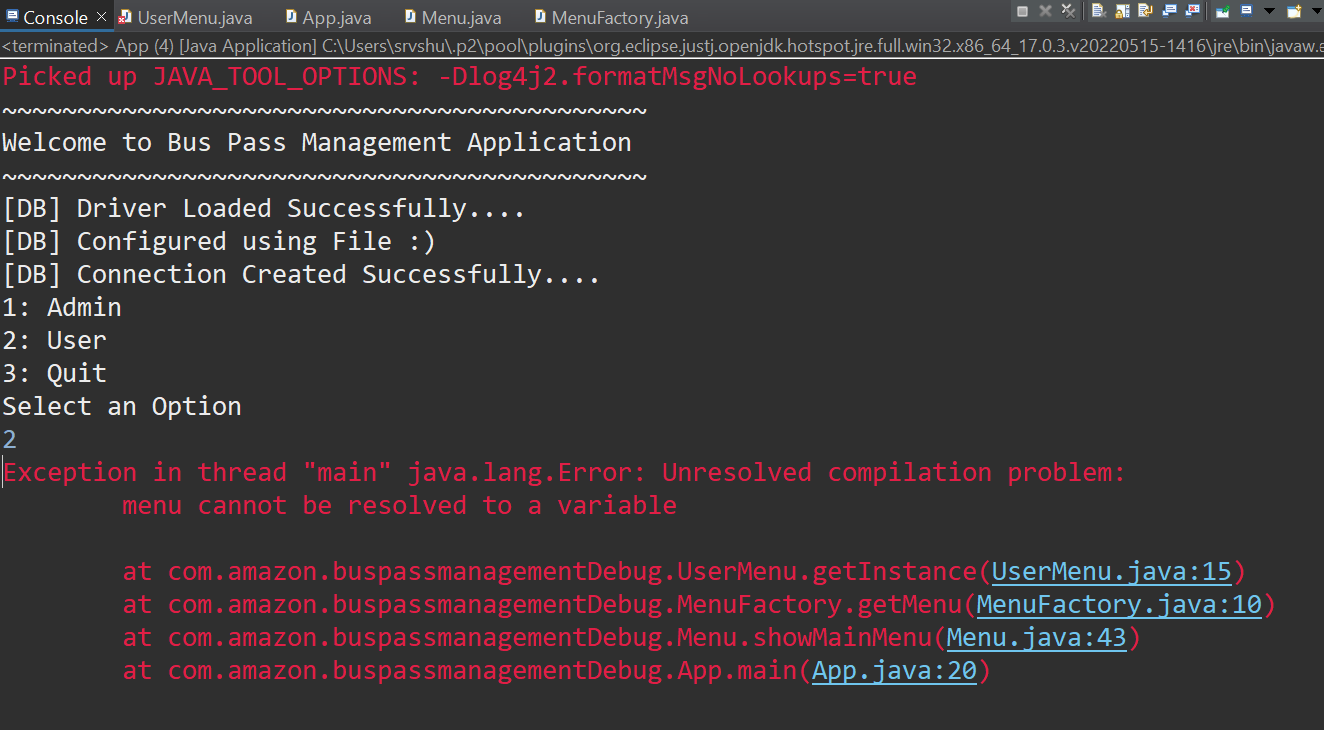 Console UserMenu.java App.java Menu.java MenuFactory.java
<terminated> App (4) [Java Application] C:\Users\srvshu\.p2\pool\plugins\org.eclipse.justj.openjdk.hotspot.jre.full.win32.x86_64_17.0.3.v20220515-1416\jre\bin\javaw.e
Picked up JAVA_TOOL_OPTIONS: -Dlog4j2.formatMsgNoLookups=true
~~~~~~~~~~~~~~~~~~~~~~~~~~~~~~~~~~~~~~~~~~~
Welcome to Bus Pass Management Application
~~~~~~~~~~~~~~~~~~~~~~~~~~~~~~~~~~~~~~~~~~~
[DB] Driver Loaded Successfully....
[DB] Configured using File :)
[DB] Connection Created Successfully....
1: Admin
2: User
3: Quit
Select an Option
2
Exception in thread "main" java.lang.Error: Unresolved compilation problem:
	menu cannot be resolved to a variable
	at com.amazon.buspassmanagementDebug.UserMenu.getInstance(UserMenu.java:15)
	at com.amazon.buspassmanagementDebug.MenuFactory.getMenu(MenuFactory.java:10)
	at com.amazon.buspassmanagementDebug.Menu.showMainMenu(Menu.java:43)
	at com.amazon.buspassmanagementDebug.App.main(App.java:20)